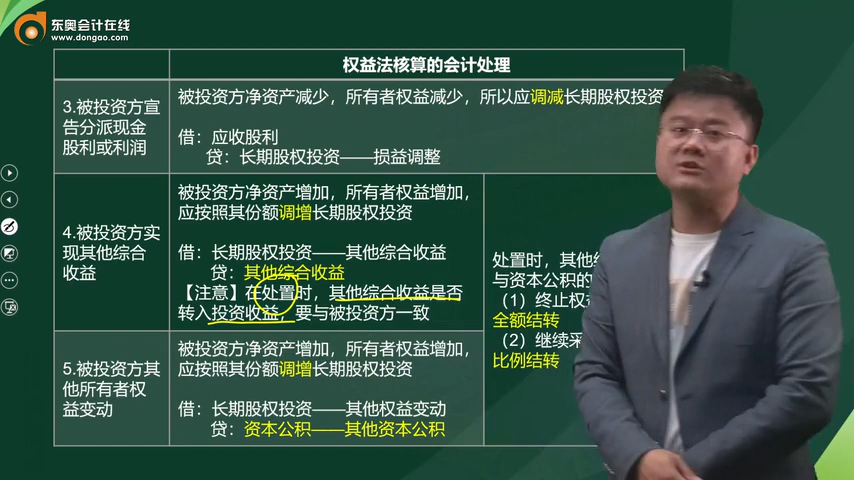 东奥会计在线
www.dongao.com
权益法核算的会计处理
3.被投资方宣
告分派现金
股利或利润
被投资方净资产减少，所有者权益减少，所以应调减长期股权投资
借：应收股利
贷：长期股权投资——损益调整
4.被投资方实
现其他综合
收益
被投资方净资产增加，所有者权益增加，
应按照其份额调增长期股权投资
借：长期股权投资——其他综合收益
贷：其他综合收益
【注意】在处置时，其他综合收益是否
转入投资收益，要与被投资方一致
5.被投资方其
他所有者权
益变动
被投资方净资产增加，所有者权益增加，
应按照其份额调增长期股权投资
借：长期股权投资——其他权益变动
贷：资本公积——其他资本公积
处置时，其他
与资本公积的
（1）终止权
全额结转
（2）继续采
比例结转